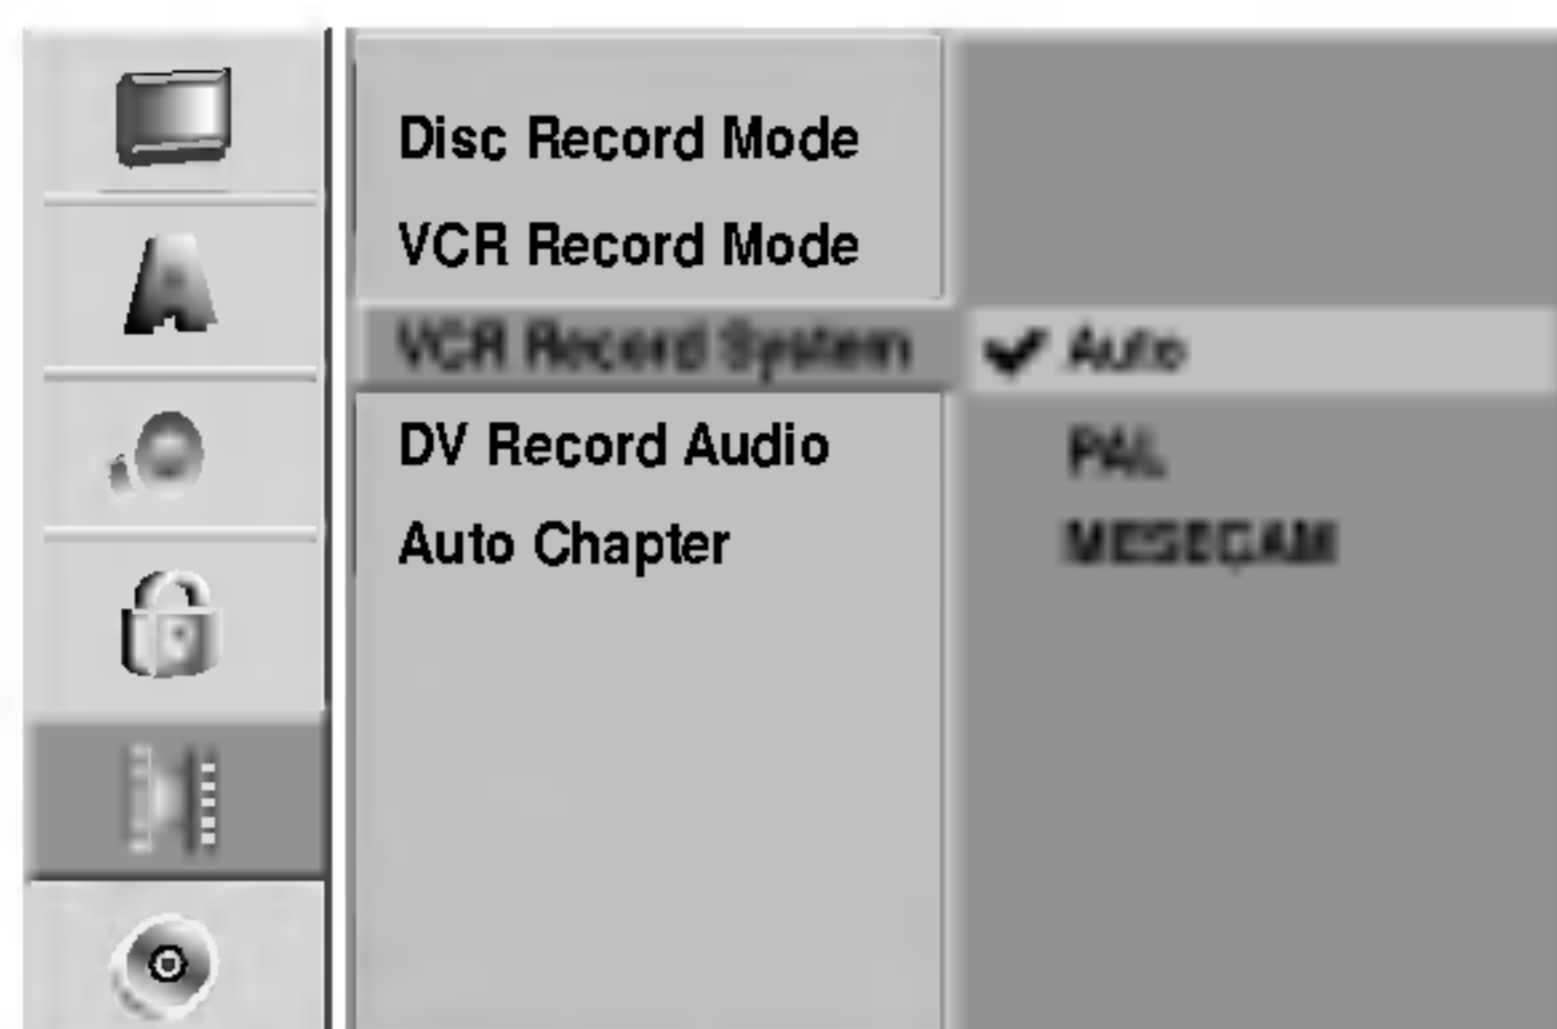 Disc Record Mode
VCR Record Mode
VCR Record System
Auto
PAL
MESECAM
DV Record Audio
Auto Chapter